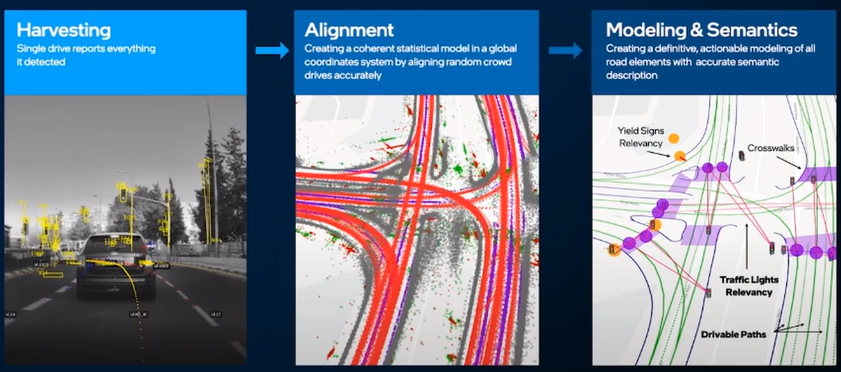 Harvesting
Single drive reports everything
it detected
Alignment
Creating a coherent statistical model in a global
coordinates system by aligning random crowd
drives accurately
Modeling & Semantics
Creating a definitive, actionable modeling of all
road elements with accurate semantic
description
Yield Signs
Relevancy
Crosswalks
Traffic Lights
Relevancy
Drivable Paths